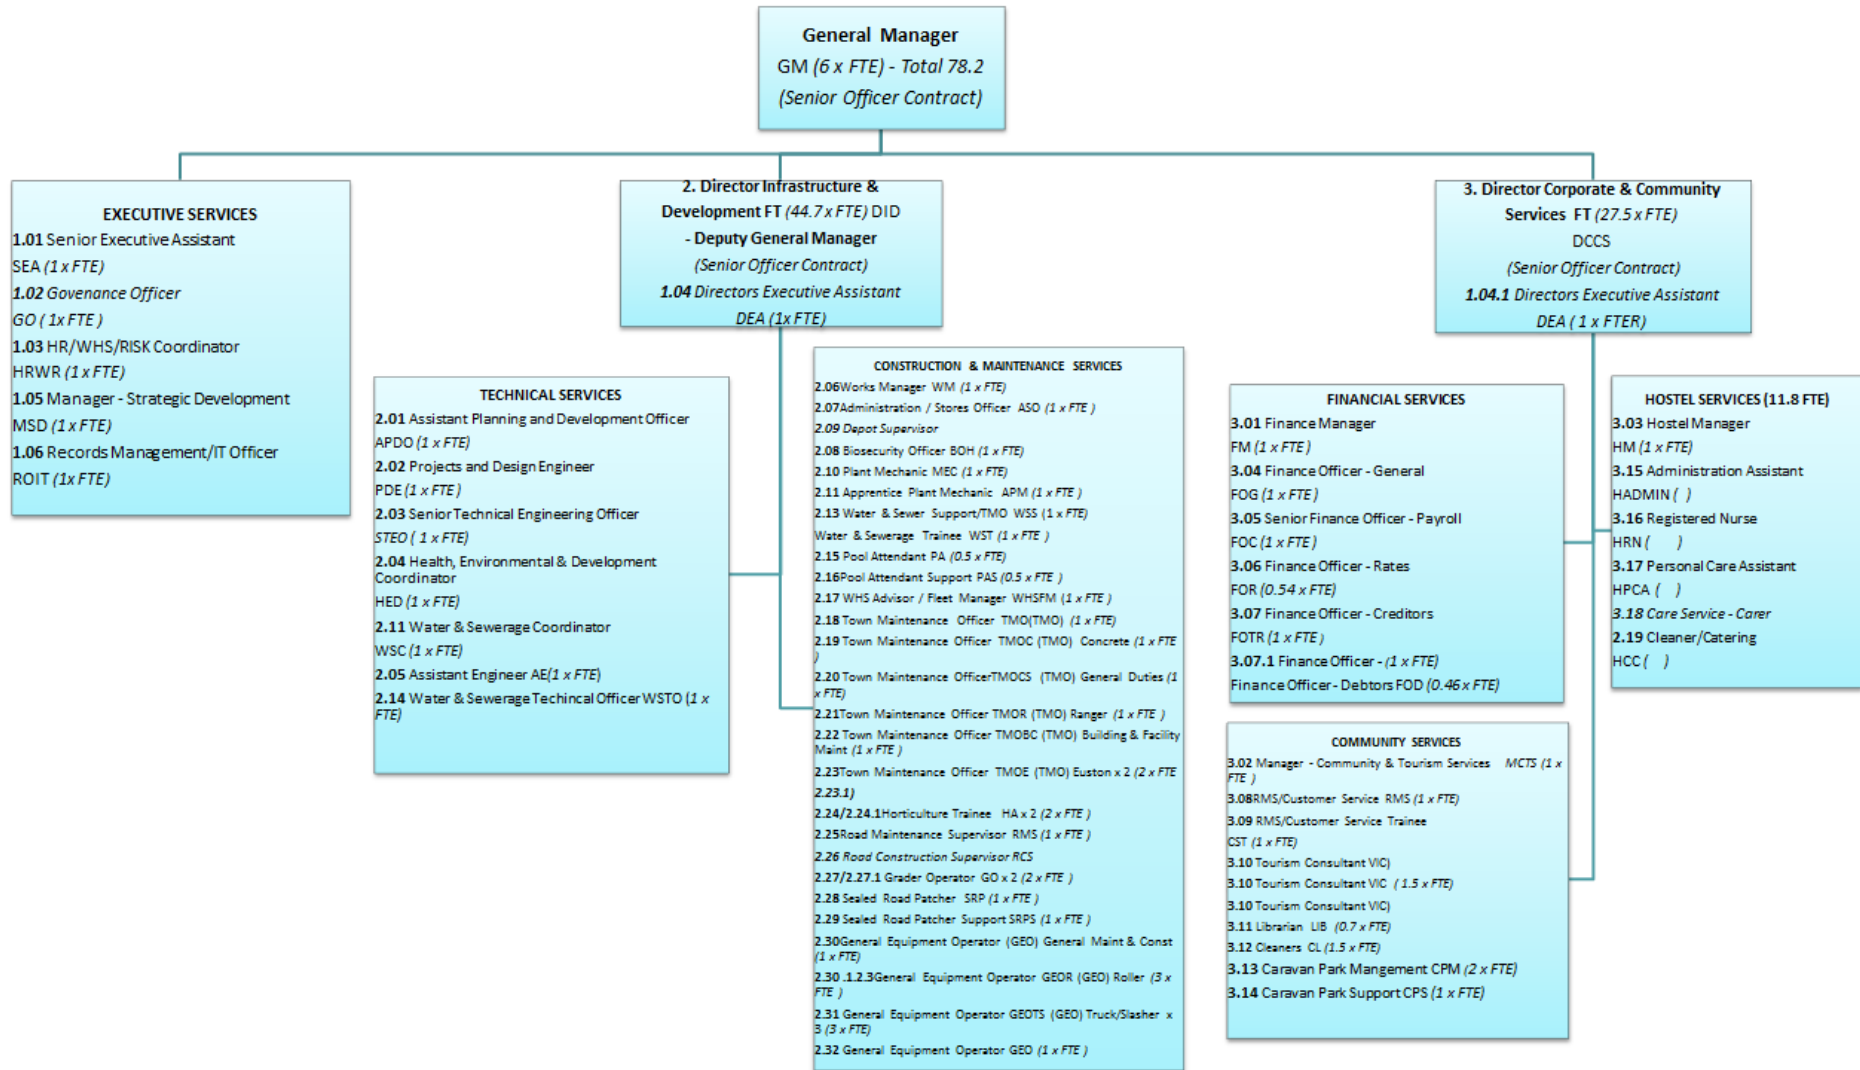 General Manager
GM (6 x FTE) - Total 78.2
(Senior Officer Contract)
EXECUTIVE SERVICES
1.01 Senior Executive Assistant
SEA (1 x FTE)
1.02 Govenance Officer
GO ( 1x FTE )
1.03 HR/WHS/RISK Coordinator
HRWR (1 x FTE)
1.05 Manager - Strategic Development
MSD (1 x FTE)
1.06 Records Management/IT Officer
ROIT (1x FTE)
2. Director Infrastructure &
Development FT (44.7 x FTE) DID
- Deputy General Manager
(Senior Officer Contract)
1.04 Directors Executive Assistant
DEA (1x FTE)
3. Director Corporate & Community
Services FT (27.5 x FTE)
DCCS
(Senior Officer Contract)
1.04.1 Directors Executive Assistant
DEA ( 1 x FTER)
TECHNICAL SERVICES
2.01 Assistant Planning and Development Officer
APDO (1 x FTE)
2.02 Projects and Design Engineer
PDE (1 x FTE )
2.03 Senior Technical Engineering Officer
STEO ( 1 x FTE)
2.04 Health, Environmental & Development
Coordinator
HED (1 x FTE)
2.11 Water & Sewerage Coordinator
WSC (1 x FTE)
2.05 Assistant Engineer AE(1 x FTE)
2.14 Water & Sewerage Techincal Officer WSTO (1 x
FTE)
CONSTRUCTION & MAINTENANCE SERVICES
2.06Works Manager WM (1 x FTE)
2.07Administration / Stores Officer ASO (1 x FTE )
2.09 Depot Supervisor
2.08 Biosecurity Officer BOH (1 x FTE)
2.10 Plant Mechanic MEC (1 x FTE)
2.11 Apprentice Plant Mechanic APM (1 x FTE )
2.13 Water & Sewer Support/TMO WSS (1 x FTE)
Water & Sewerage Trainee WST (1 x FTE )
2.15 Pool Attendant PA (0.5 x FTE)
2.16Pool Attendant Support PAS (0.5 x FTE )
2.17 WHS Advisor / Fleet Manager WHSFM (1 x FTE )
2.18 Town Maintenance Officer TMO(TMO) (1 x FTE)
2.19 Town Maintenance Officer TMOC (TMO) Concrete (1 x FTE
)
2.20 Town Maintenance OfficerTMOCS (TMO) General Duties (1
x FTE)
2.21Town Maintenance Officer TMOR (TMO) Ranger (1 x FTE )
2.22 Town Maintenance Officer TMOBC (TMO) Building & Facility
Maint (1 x FTE )
2.23Town Maintenance Officer TMOE (TMO) Euston x 2 (2 x FTE
2.23.1)
2.24/2.24.1Horticulture Trainee HA x 2 (2 x FTE )
2.25Road Maintenance Supervisor RMS (1 x FTE )
2.26 Road Construction Supervisor RCS
2.27/2.27.1 Grader Operator GO x 2 (2 x FTE )
2.28 Sealed Road Patcher SRP (1 x FTE )
2.29 Sealed Road Patcher Support SRPS (1 x FTE )
2.30General Equipment Operator (GEO) General Maint & Const
(1 x FTE)
2.30 .1.2.3General Equipment Operator GEOR (GEO) Roller (3 x
FTE )
2.31 General Equipment Operator GEOTS (GEO) Truck/Slasher x
3 (3 x FTE)
2.32 General Equipment Operator GEO (1 x FTE )
FINANCIAL SERVICES
3.01 Finance Manager
FM (1 x FTE)
3.04 Finance Officer - General
FOG (1 x FTE)
3.05 Senior Finance Officer - Payroll
FOC (1 x FTE)
3.06 Finance Officer - Rates
FOR (0.54 x FTE)
3.07 Finance Officer - Creditors
FOTR (1 x FTE )
3.07.1 Finance Officer - (1 x FTE)
Finance Officer - Debtors FOD (0.46 x FTE)
HOSTEL SERVICES (11.8 FTE)
3.03 Hostel Manager
HM (1 x FTE)
3.15 Administration Assistant
HADMIN ( )
3.16 Registered Nurse
HRN ( )
3.17 Personal Care Assistant
HPCA ( )
3.18 Care Service - Carer
2.19 Cleaner/Catering
HCC ( )
COMMUNITY SERVICES
3.02 Manager - Community & Tourism Services MCTS (1 x
FTE )
3.08RMS/Customer Service RMS (1 x FTE)
3.09 RMS/Customer Service Trainee
CST (1 x FTE)
3.10 Tourism Consultant VIC)
3.10 Tourism Consultant VIC ( 1.5 x FTE)
3.10 Tourism Consultant VIC)
3.11 Librarian LIB (0.7 x FTE)
3.12 Cleaners CL (1.5 x FTE)
3.13 Caravan Park Mangement CPM (2 x FTE)
3.14 Caravan Park Support CPS (1 x FTE)